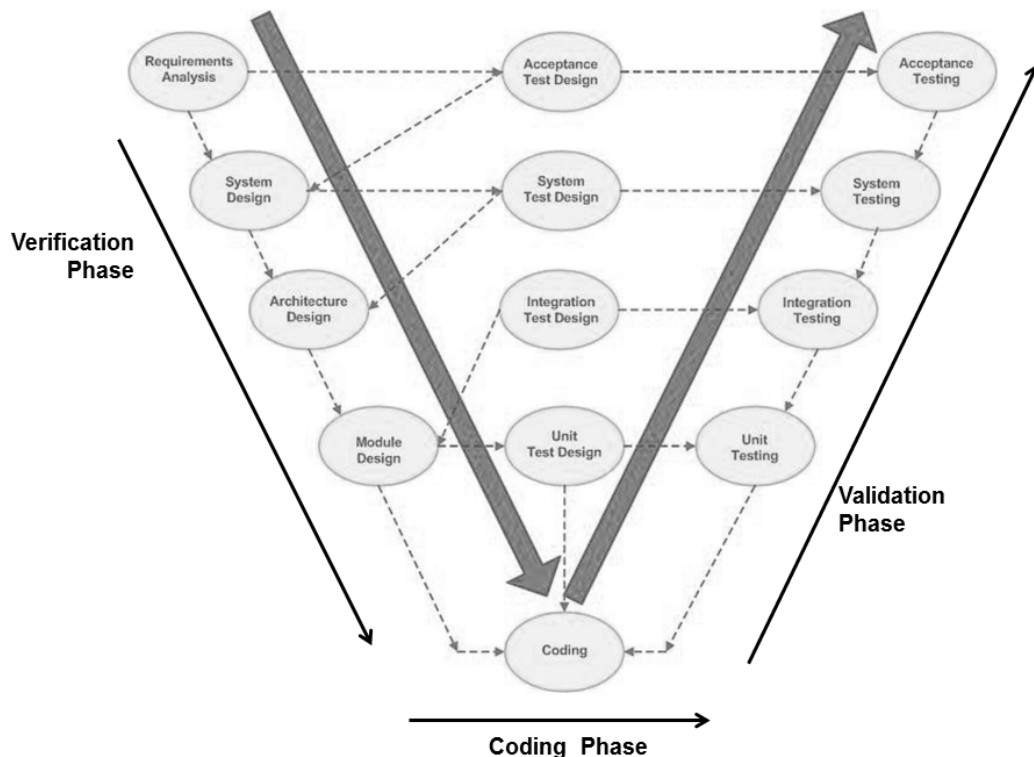 Requirements
Analysis
Acceptance
Test Design
Acceptance
Testing
System
Design
System
Test Design
System
Testing
Verification
Phase
Architecture
Design
Integration
Test Design
Integration
Testing
Module
Design
Unit
Test Design
Unit
Testing
Validation
Phase
Coding
Coding Phase